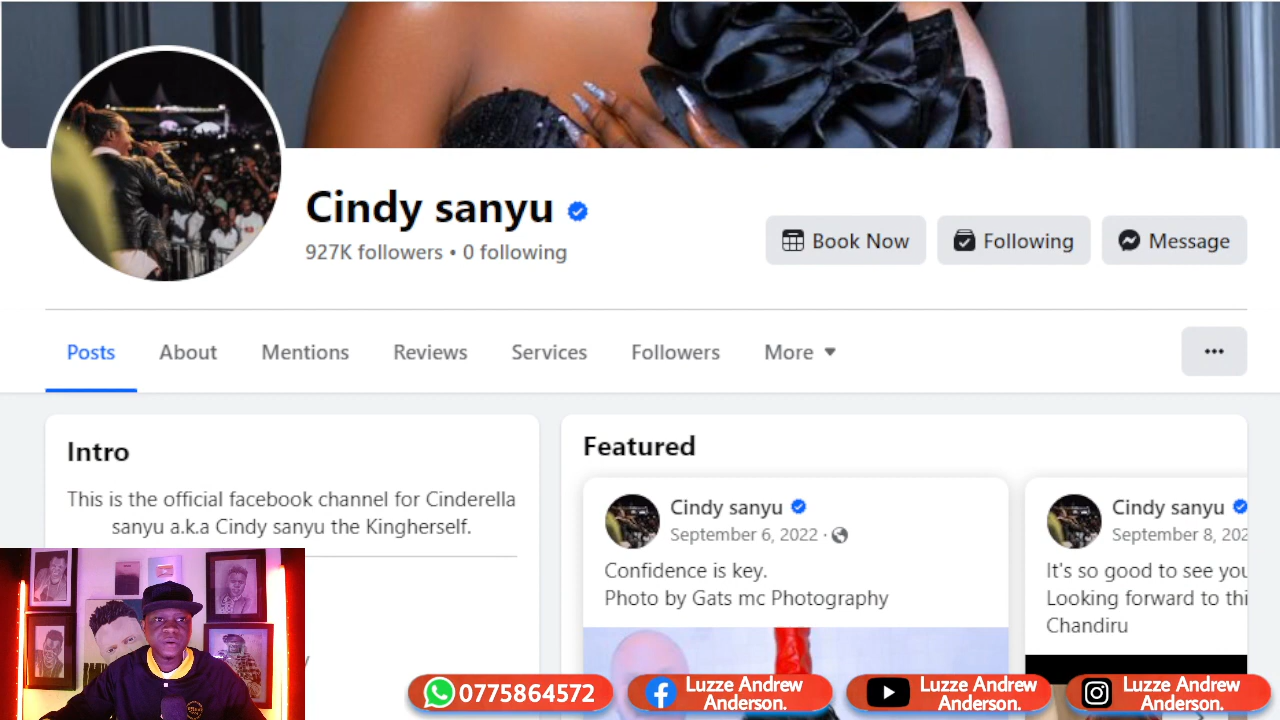 Cindy sanyu
927K followers • 0 following
Book Now
Following
Message
Posts
About
Mentions
Reviews
Services
Followers
More
Intro
This is the official facebook channel for Cinderella
sanyu a.k.a Cindy sanyu the Kingherself.
Featured
Cindy sanyu
September 6, 2022 ·
Confidence is key.
Photo by Gats mc Photography
Cindy sanyu
September 8, 202
It's so good to see you
Looking forward to thi
Chandiru
0775864572
Luzze Andrew
Anderson.
Luzze Andrew
Anderson.
Luzze Andrew
Anderson.